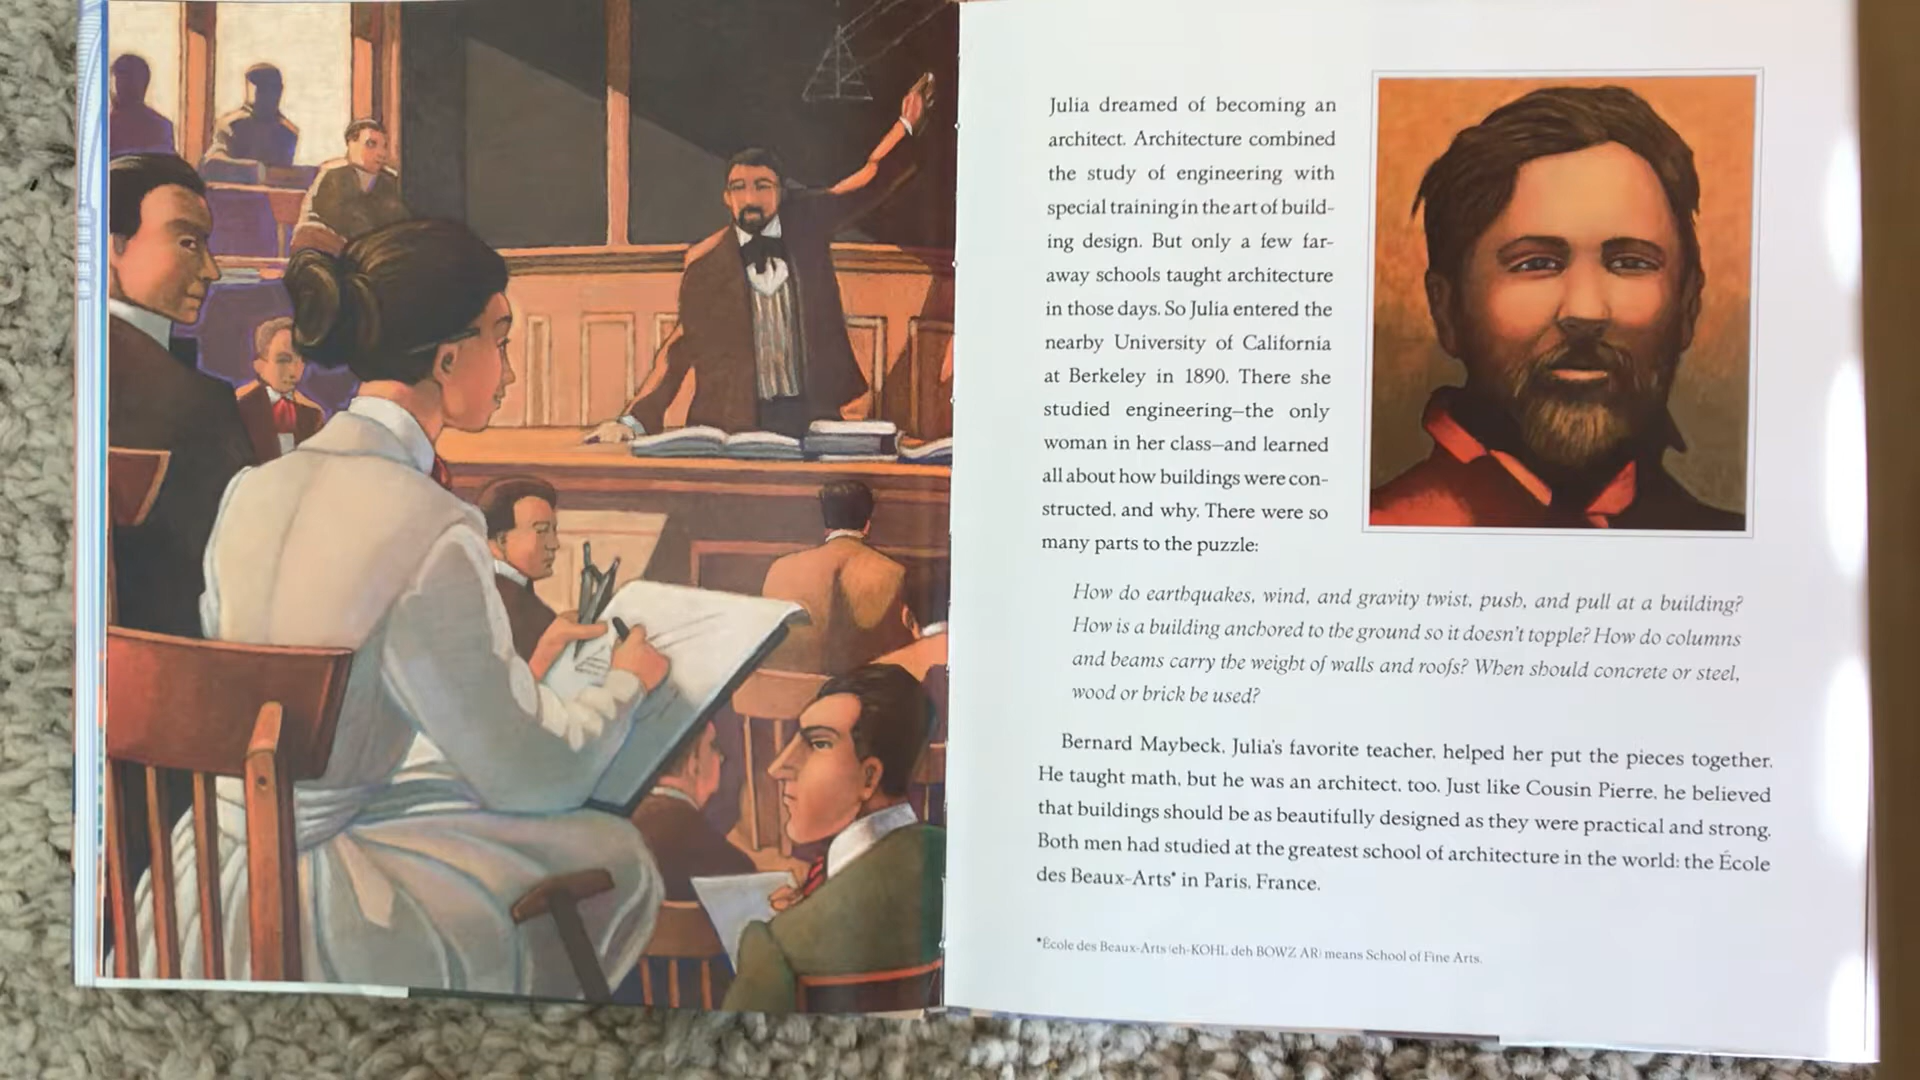 Julia dreamed of becoming an
architect. Architecture combined
the study of engineering with
special training in the art of build-
ing design. But only a few far-
away schools taught architecture
in those days. So Julia entered the
nearby University of California
at Berkeley in 1890. There she
studied engineering—the only
woman in her class—and learned
all about how buildings were con-
structed, and why. There were so
many parts to the puzzle:
How do earthquakes, wind, and gravity twist, push, and pull at a building?
How is a building anchored to the ground so it doesn't topple? How do columns
and beams carry the weight of walls and roofs? When should concrete or steel,
wood or brick be used?
Bernard Maybeck, Julia's favorite teacher, helped her put the pieces together.
He taught math, but he was an architect, too. Just like Cousin Pierre, he believed
that buildings should be as beautifully designed as they were practical and strong.
Both men had studied at the greatest school of architecture in the world: the École
des Beaux-Arts* in Paris, France.
*École des Beaux-Arts (eh-KOHL deh BOWZ AR) means School of Fine Arts.